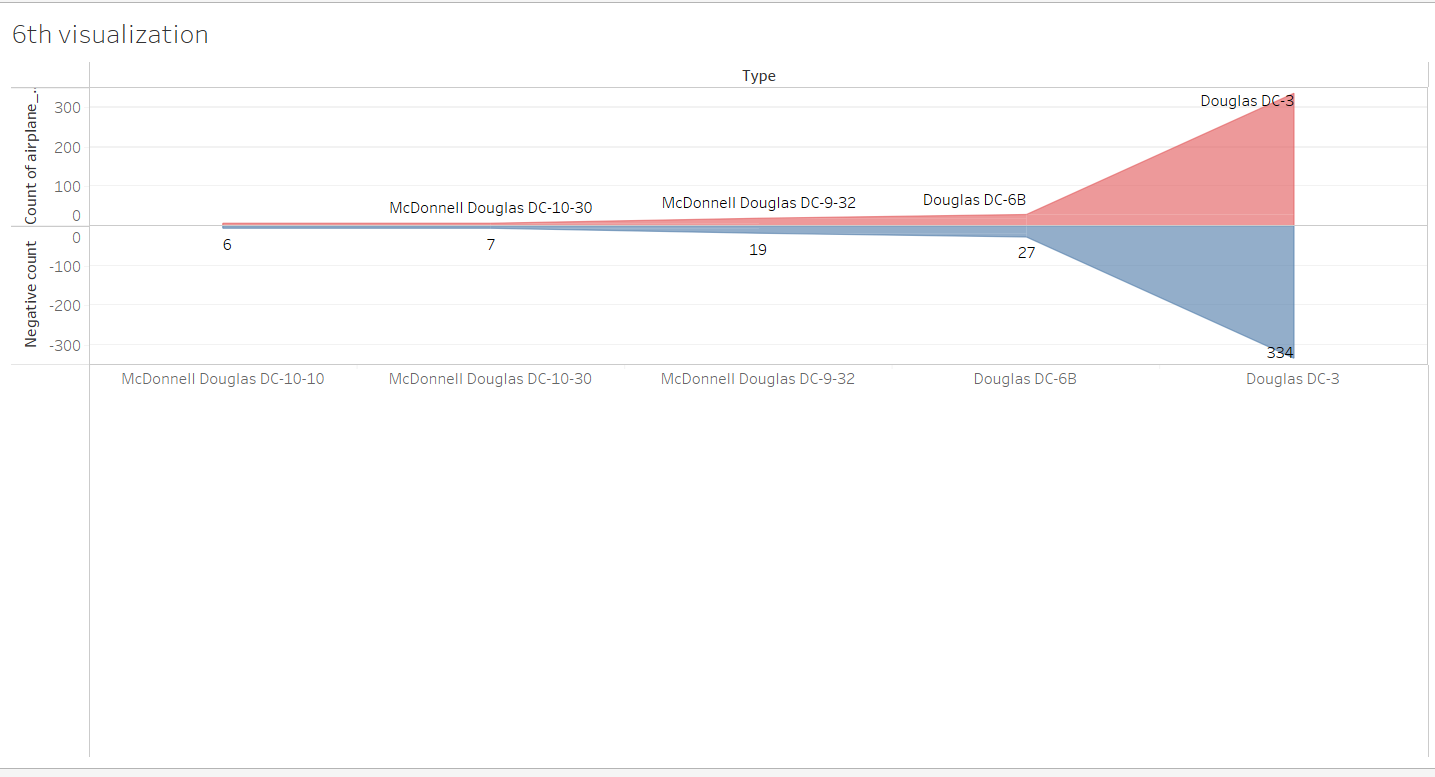 6th visualization
Type
Count of airplane_..
300
200
100
0
Douglas DC-3
McDonnell Douglas DC-10-30
McDonnell Douglas DC-9-32
Douglas DC-6B
Negative count
0
-100
-200
-300
6
7
19
27
334
McDonnell Douglas DC-10-10
McDonnell Douglas DC-10-30
McDonnell Douglas DC-9-32
Douglas DC-6B
Douglas DC-3